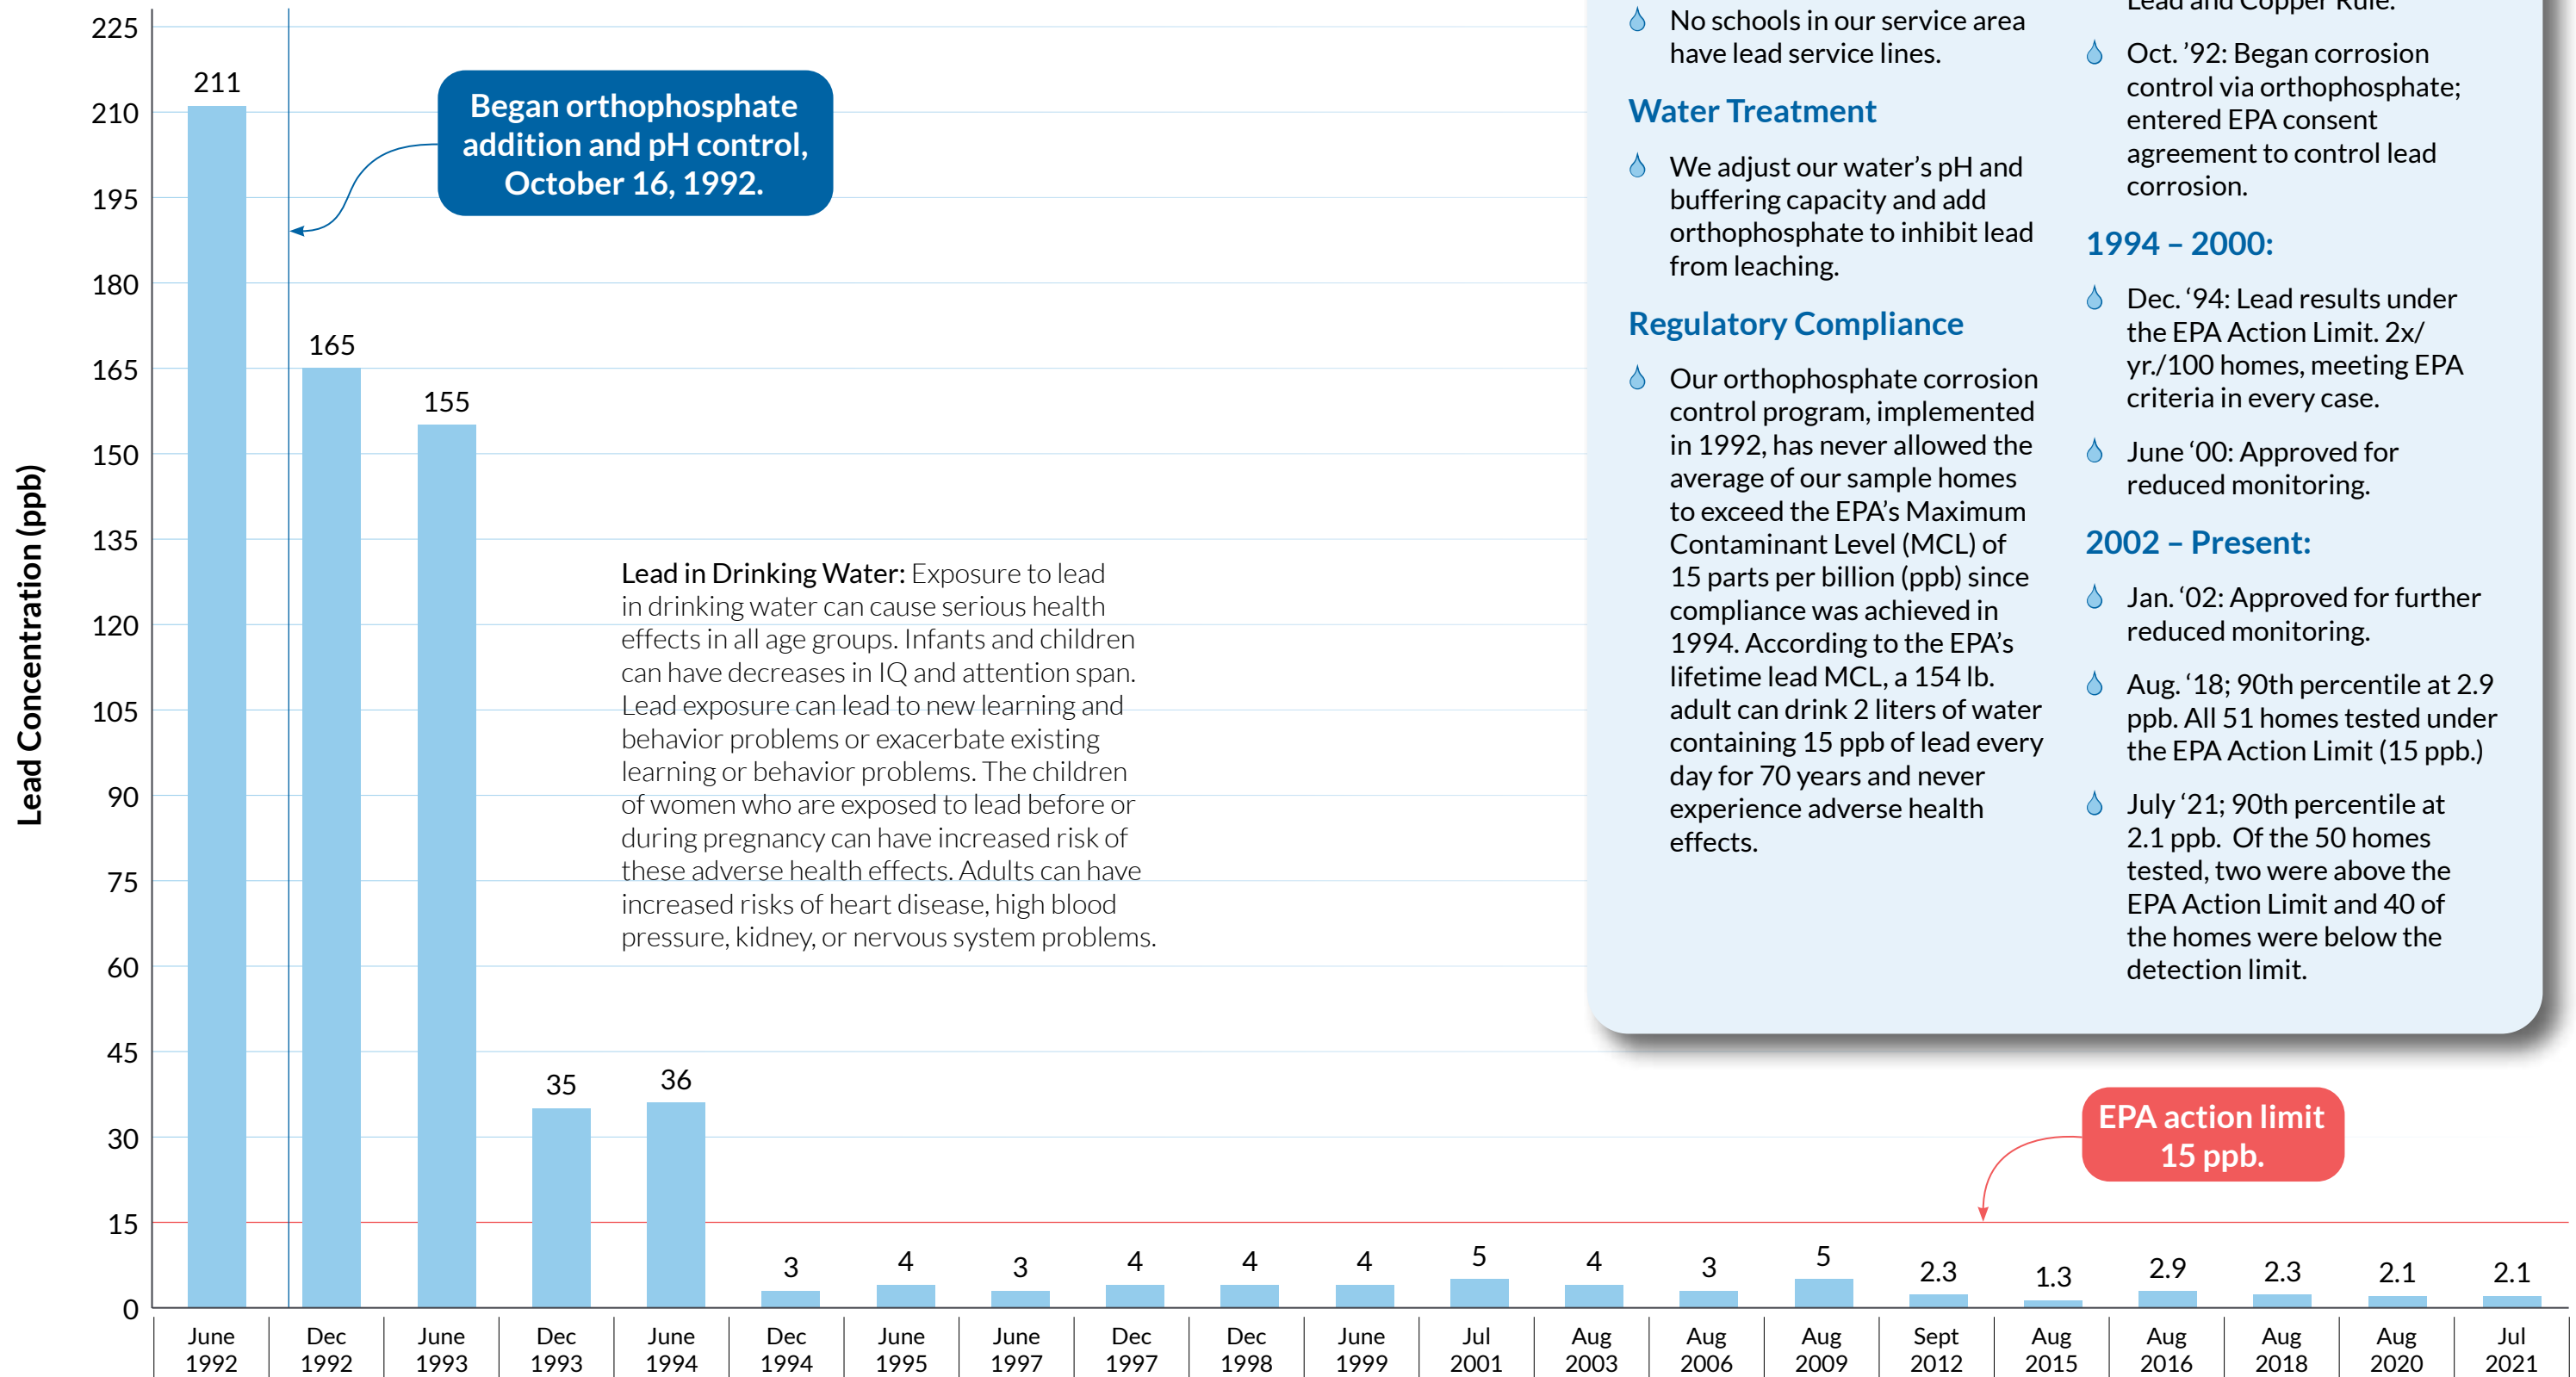 Lead Concentration (ppb)
225
210
195
180
165
150
135
120
105
90
75
60
45
30
15
0
211
165
155
35
36
3
4
3
4
4
4
5
4
3
5
2.3
1.3
2.9
2.3
2.1
2.1
Began orthophosphate
addition and pH control,
October 16, 1992.
Lead in Drinking Water: Exposure to lead
in drinking water can cause serious health
effects in all age groups. Infants and children
can have decreases in IQ and attention span.
Lead exposure can lead to new learning and
behavior problems or exacerbate existing
learning or behavior problems. The children
of women who are exposed to lead before or
during pregnancy can have increased risk of
these adverse health effects. Adults can have
increased risks of heart disease, high blood
pressure, kidney, or nervous system problems.
No schools in our service area
have lead service lines.
Water Treatment
We adjust our water’s pH and
buffering capacity and add
orthophosphate to inhibit lead
from leaching.
Regulatory Compliance
Our orthophosphate corrosion
control program, implemented
in 1992, has never allowed the
average of our sample homes
to exceed the EPA’s Maximum
Contaminant Level (MCL) of
15 parts per billion (ppb) since
compliance was achieved in
1994. According to the EPA’s
lifetime lead MCL, a 154 lb.
adult can drink 2 liters of water
containing 15 ppb of lead every
day for 70 years and never
experience adverse health
effects.
Lead and Copper Rule.
Oct. ’92: Began corrosion
control via orthophosphate;
entered EPA consent
agreement to control lead
corrosion.
1994 – 2000:
Dec. ‘94: Lead results under
the EPA Action Limit. 2x/
yr./100 homes, meeting EPA
criteria in every case.
June ‘00: Approved for
reduced monitoring.
2002 – Present:
Jan. ‘02: Approved for further
reduced monitoring.
Aug. ‘18; 90th percentile at 2.9
ppb. All 51 homes tested under
the EPA Action Limit (15 ppb.)
July ‘21; 90th percentile at
2.1 ppb. Of the 50 homes
tested, two were above the
EPA Action Limit and 40 of
the homes were below the
detection limit.
EPA action limit
15 ppb.
June
1992
Dec
1992
June
1993
Dec
1993
June
1994
Dec
1994
June
1995
June
1997
Dec
1997
Dec
1998
June
1999
Jul
2001
Aug
2003
Aug
2006
Aug
2009
Sept
2012
Aug
2015
Aug
2016
Aug
2018
Aug
2020
Jul
2021